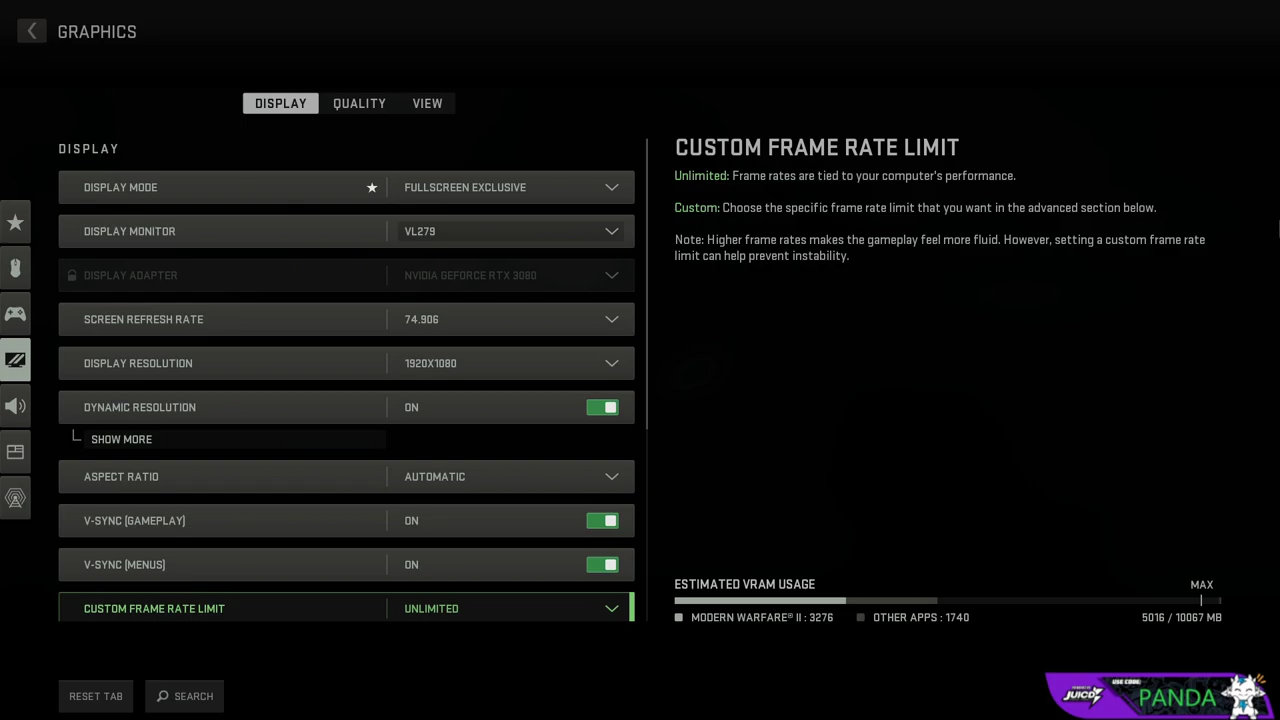 GRAPHICS
DISPLAY QUALITY VIEW
DISPLAY
DISPLAY MODE FULLSCREEN EXCLUSIVE
DISPLAY MONITOR VL279
DISPLAY ADAPTER NVIDIA GEFORCE RTX 3080
SCREEN REFRESH RATE 74.906
DISPLAY RESOLUTION 1920X1080
DYNAMIC RESOLUTION ON
SHOW MORE
ASPECT RATIO AUTOMATIC
V-SYNC (GAMEPLAY) ON
V-SYNC (MENUS) ON
CUSTOM FRAME RATE LIMIT UNLIMITED
RESET TAB SEARCH
CUSTOM FRAME RATE LIMIT
Unlimited: Frame rates are tied to your computer's performance.
Custom: Choose the specific frame rate limit that you want in the advanced section below.
Note: Higher frame rates makes the gameplay feel more fluid. However, setting a custom frame rate
limit can help prevent instability.
ESTIMATED VRAM USAGE MAX
MODERN WARFARE® II : 3276 OTHER APPS : 1740 5016 / 10067 MB
USE CODE:
PANDA